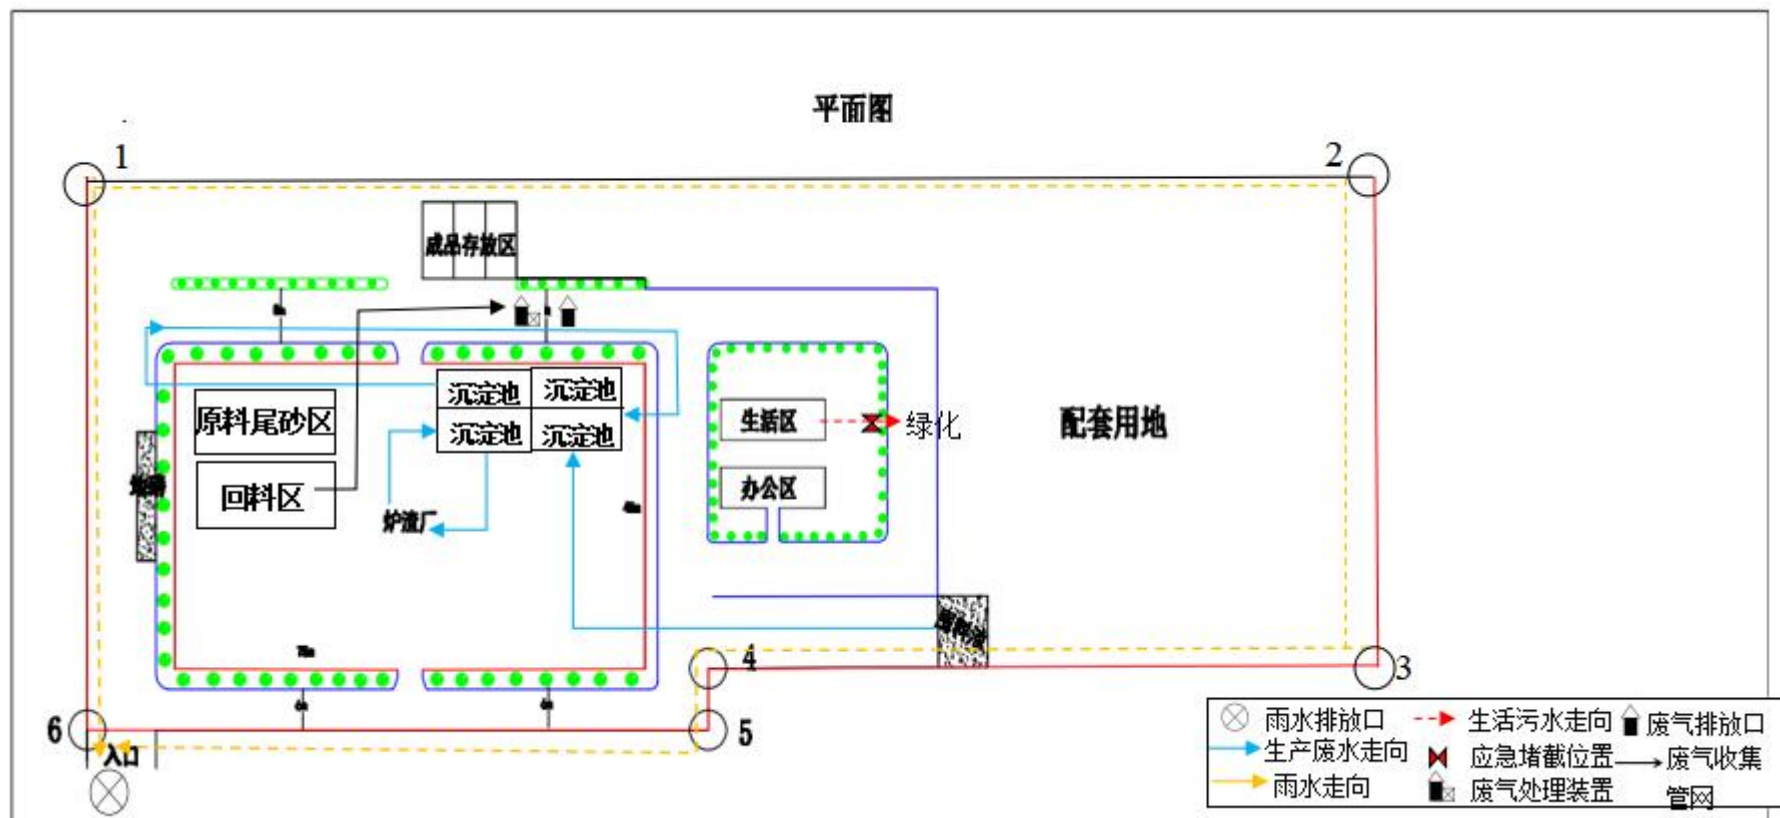 平面图
1
2
成品存放区
沉淀池
沉淀池
沉淀池
沉淀池
原料尾砂区
回料区
炉渣厂
生活区
绿化
办公区
配套用地
4
3
6
5
入口
雨水排放口
生活污水走向
废气排放口
生产废水走向
应急堵截位置
废气收集
管网
雨水走向
废气处理装置